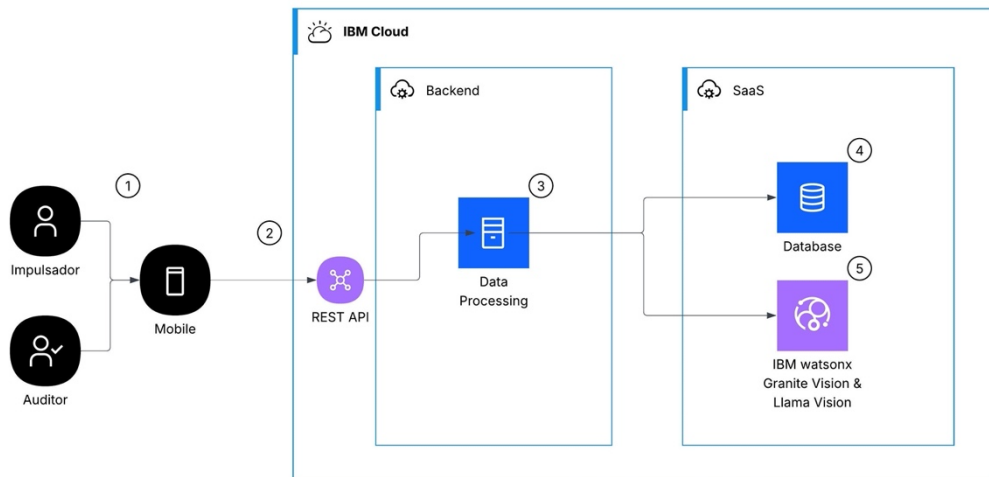 IBM Cloud
Backend
SaaS
1
2
3
4
5
Impulsador
Auditor
Mobile
REST API
Data
Processing
Database
IBM watsonx
Granite Vision &
Llama Vision